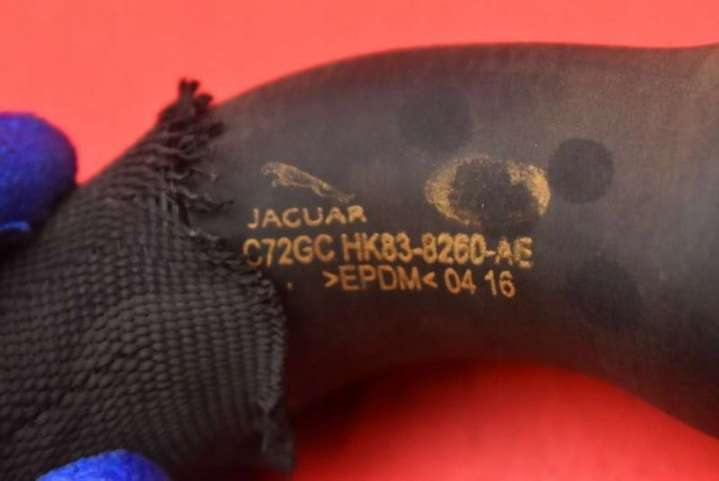 JAGUAR
C72GC HK83-8260-AE
>EPDM< 04 16